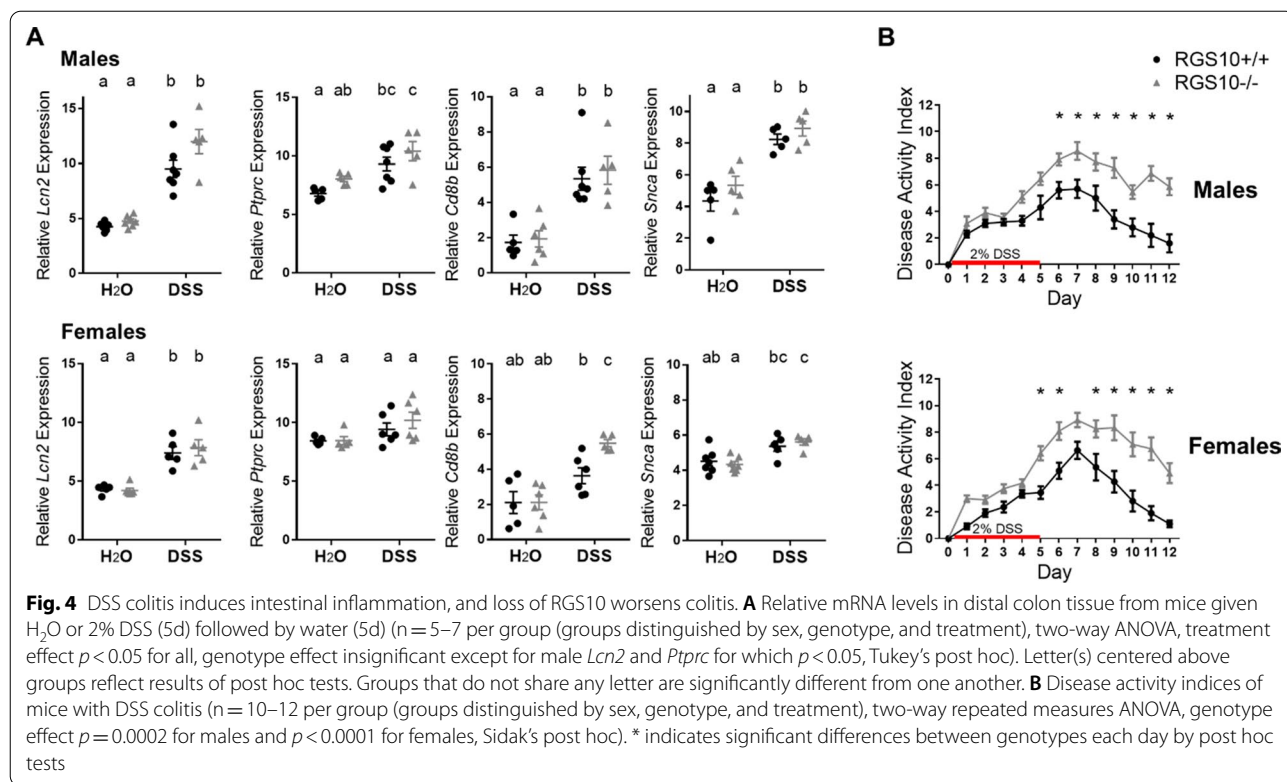 A
Males
a a b b
Relative Lcn2 Expression
15
10
5
0
H2O DSS
a ab bc c
Relative Ptprc Expression
15
10
5
0
H2O DSS
a a b b
Relative Cd8b Expression
10
8
6
4
2
0
H2O DSS
a a b b
Relative Snca Expression
10
8
6
4
2
0
H2O DSS
Females
a a b b
Relative Lcn2 Expression
15
10
5
0
H2O DSS
a a a a
Relative Ptprc Expression
15
10
5
0
H2O DSS
ab ab b c
Relative Cd8b Expression
10
8
6
4
2
0
H2O DSS
ab a bc c
Relative Snca Expression
10
8
6
4
2
0
H2O DSS
B
RGS10+/+
RGS10-/-
* * * * * * *
Disease Activity Index
12
10
8
6
4
2
0
2% DSS
0 1 2 3 4 5 6 7 8 9 10 11 12
Day
Males
* * * * * * *
Disease Activity Index
12
10
8
6
4
2
0
2% DSS
0 1 2 3 4 5 6 7 8 9 10 11 12
Day
Females
Fig. 4 DSS colitis induces intestinal inflammation, and loss of RGS10 worsens colitis. A Relative mRNA levels in distal colon tissue from mice given
H2O or 2% DSS (5d) followed by water (5d) (n = 5–7 per group (groups distinguished by sex, genotype, and treatment), two-way ANOVA, treatment
effect p < 0.05 for all, genotype effect insignificant except for male Lcn2 and Ptprc for which p < 0.05, Tukey's post hoc). Letter(s) centered above
groups reflect results of post hoc tests. Groups that do not share any letter are significantly different from one another. B Disease activity indices of
mice with DSS colitis (n = 10–12 per group (groups distinguished by sex, genotype, and treatment), two-way repeated measures ANOVA, genotype
effect p = 0.0002 for males and p < 0.0001 for females, Sidak's post hoc). * indicates significant differences between genotypes each day by post hoc
tests